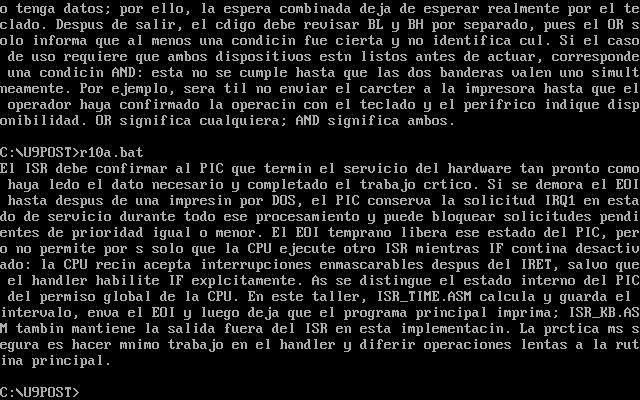 o tenga datos; por ello, la espera combinada deja de esperar realmente por el te
clado. Despus de salir, el cdigo debe revisar BL y BH por separado, pues el OR s
olo informa que al menos una condicin fue cierta y no identifica cul. Si el caso
 de uso requiere que ambos dispositivos estn listos antes de actuar, corresponde
 una condicin AND: esta no se cumple hasta que las dos banderas valen uno simult
neamente. Por ejemplo, sera til no enviar el carcter a la impresora hasta que el
 operador haya confirmado la operacin con el teclado y el perifrico indique disp
onibilidad. OR significa cualquiera; AND significa ambos.
C:\U9POST>r10a.bat
El ISR debe confirmar al PIC que termin el servicio del hardware tan pronto como
 haya ledo el dato necesario y completado el trabajo crtico. Si se demora el EOI
 hasta despus de una impresin por DOS, el PIC conserva la solicitud IRQ1 en esta
do de servicio durante todo ese procesamiento y puede bloquear solicitudes pendi
entes de prioridad igual o menor. El EOI temprano libera ese estado del PIC, per
o no permite por s solo que la CPU ejecute otro ISR mientras IF contina desactiv
ado: la CPU recin acepta interrupciones enmascarables despus del IRET, salvo que
 el handler habilite IF explcitamente. As se distingue el estado interno del PIC
 del permiso global de la CPU. En este taller, ISR_TIME.ASM calcula y guarda el
intervalo, enva el EOI y luego deja que el programa principal imprima; ISR_KB.AS
M tambin mantiene la salida fuera del ISR en esta implementacin. La prctica ms s
egura es hacer mnimo trabajo en el handler y diferir operaciones lentas a la rut
ina principal.
C:\U9POST>